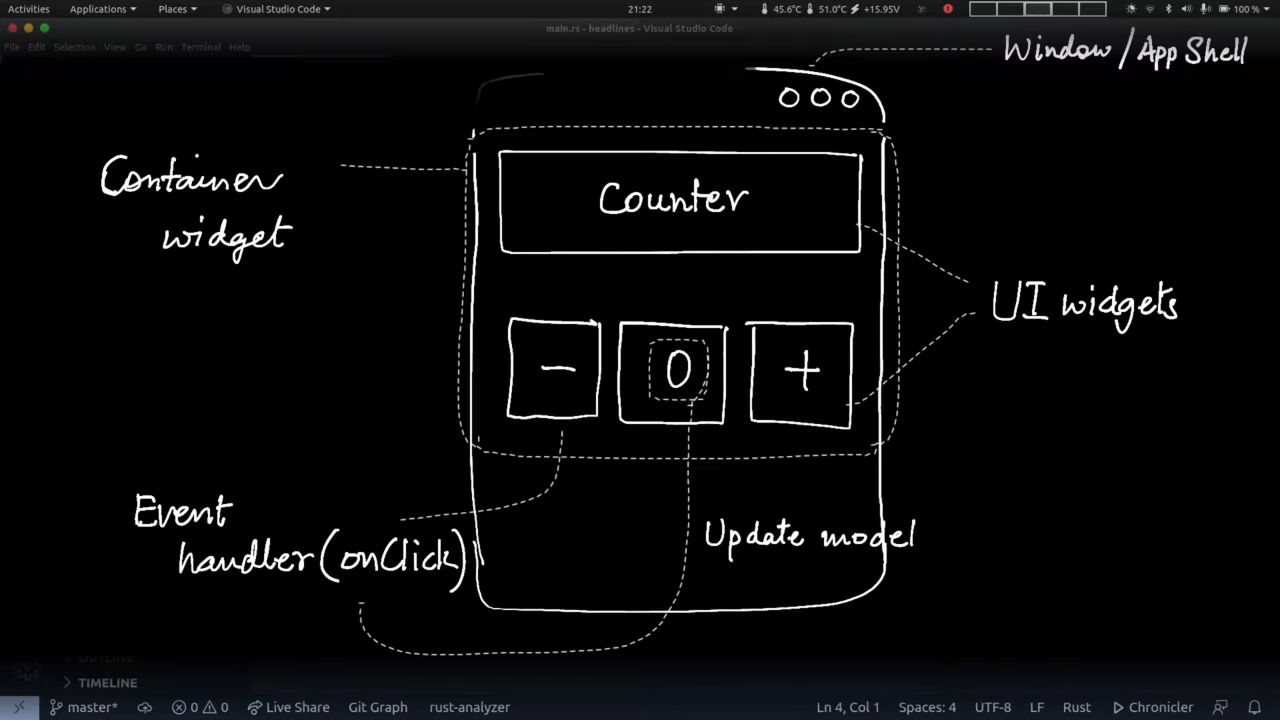 Activities Applications Places Visual Studio Code 21:22 45.6°C 51.0°C +15.95V 100 %
main.rs - headlines - Visual Studio Code
File Edit Selection View Go Run Terminal Help
Window/App Shell
Container
widget
Counter
UI widgets
- 0 +
Event
handler(onClick)
Update model
OUTLINE
TIMELINE
master* 0 0 Live Share Git Graph rust-analyzer Ln 4, Col 1 Spaces: 4 UTF-8 LF Rust Chronicler